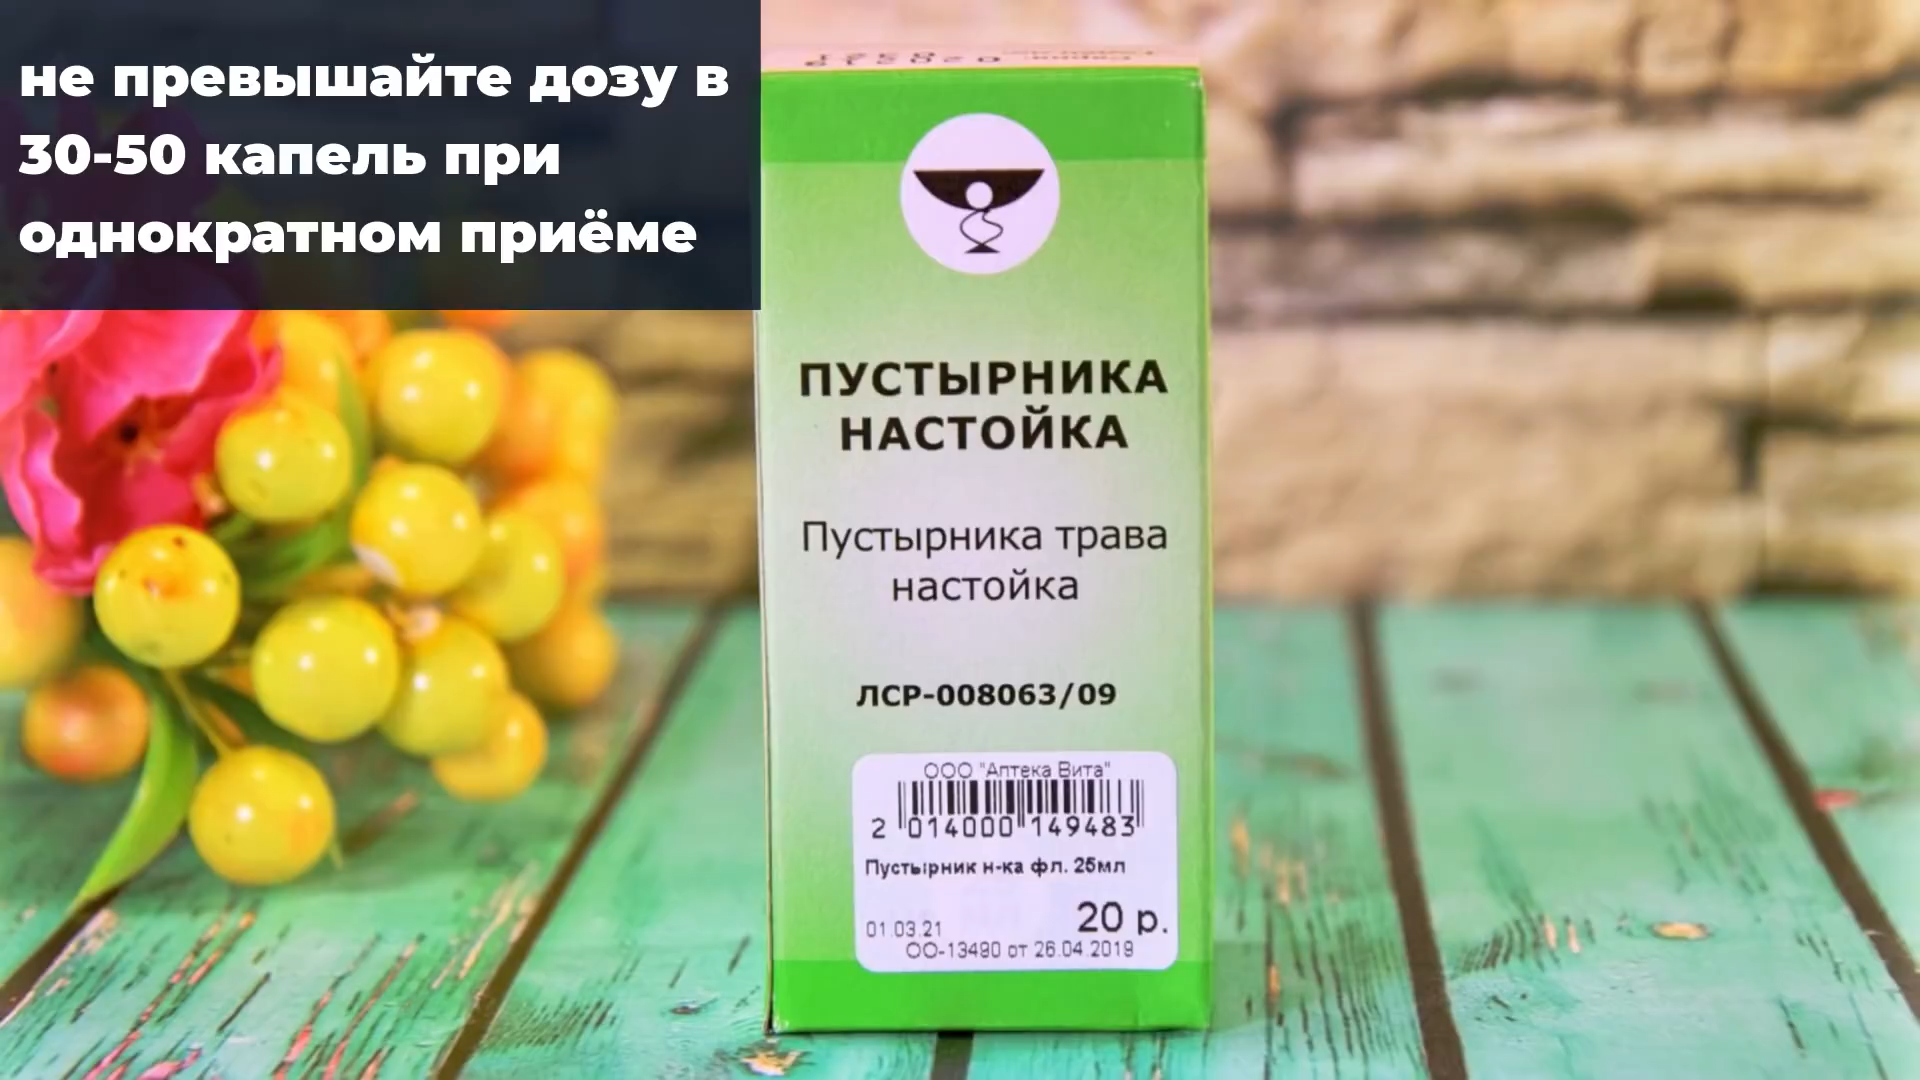 не превышайте дозу в
30-50 капель при
однократном приёме
ПУСТЫРНИКА
НАСТОЙКА
Пустырника трава
настойка
ЛСР-008063/09
ООО "Аптека Вита"
2 014000 149483
Пустырник н-ка фл. 25мл
20 р.
01.03.21
ОО-13490 от 26.04.2019